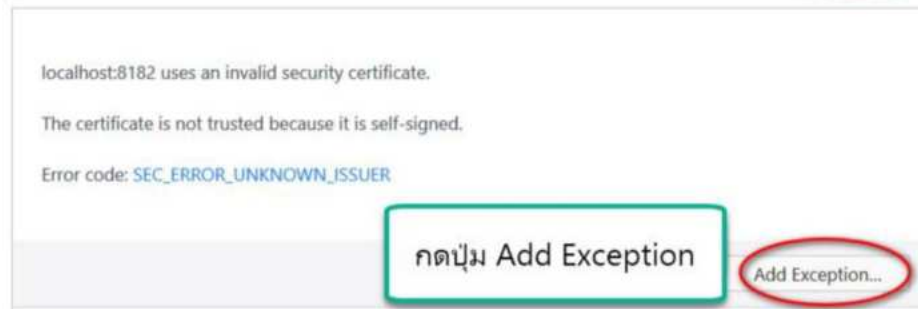 localhost:8182 uses an invalid security certificate.
The certificate is not trusted because it is self-signed.
Error code: SEC_ERROR_UNKNOWN_ISSUER
กดปุ่ม Add Exception
Add Exception...